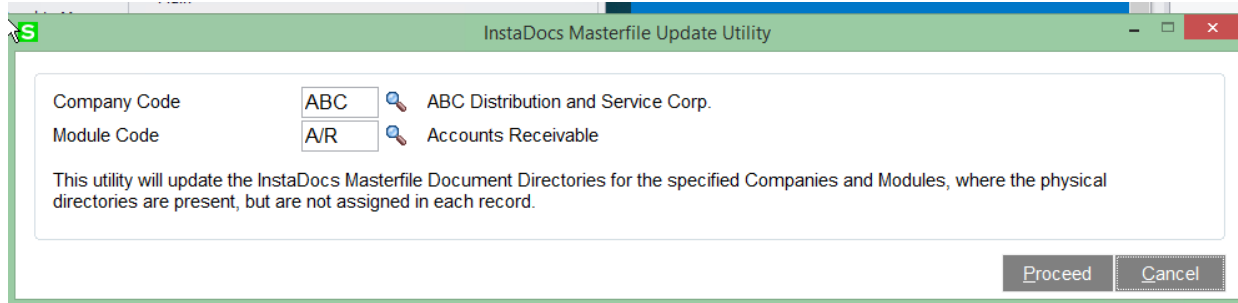 S
InstaDocs Masterfile Update Utility
Company Code ABC ABC Distribution and Service Corp.
Module Code A/R Accounts Receivable
This utility will update the InstaDocs Masterfile Document Directories for the specified Companies and Modules, where the physical
directories are present, but are not assigned in each record.
Proceed Cancel